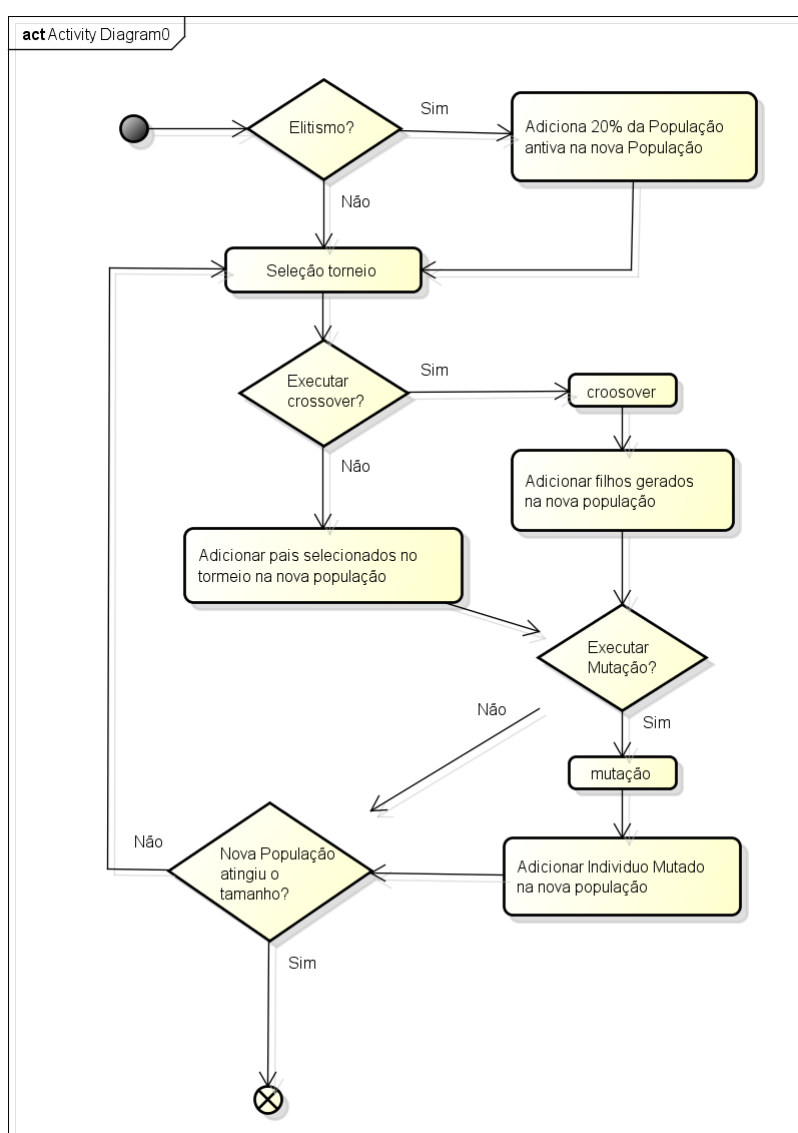 act Activity Diagram0
Elitismo?
Sim
Adiciona 20% da População
antiva na nova População
Não
Seleção torneio
Executar
crossover?
Sim
croosover
Não
Adicionar filhos gerados
na nova população
Adicionar pais selecionados no
tormeio na nova população
Executar
Mutação?
Não
Sim
mutação
Não
Nova População
atingiu o
tamanho?
Adicionar Individuo Mutado
na nova população
Sim